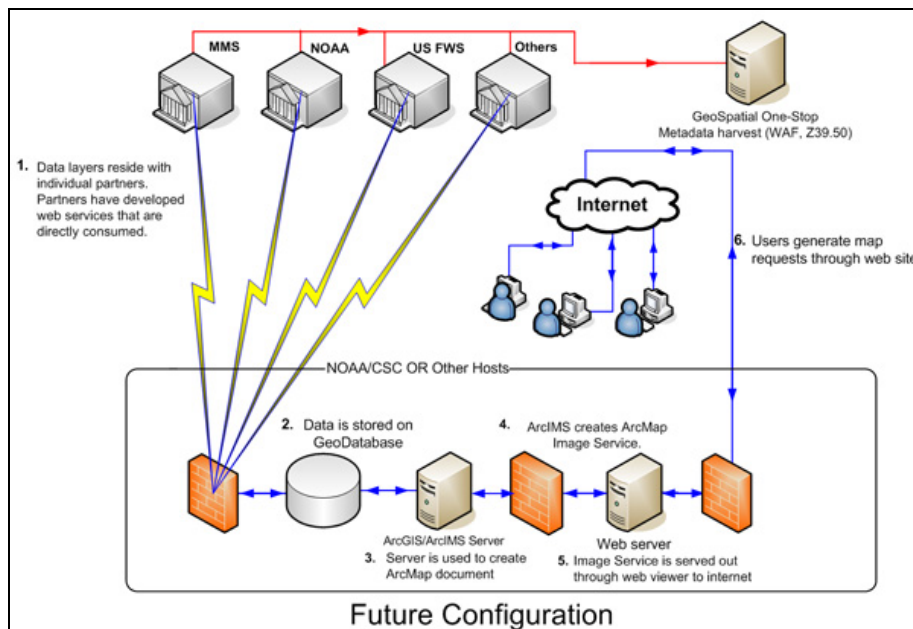 MMS
NOAA
US FWS
Others
GeoSpatial One-Stop
Metadata harvest (WAF, Z39.50)
1. Data layers reside with
individual partners.
Partners have developed
web services that are
directly consumed.
Internet
6. Users generate map
requests through web site
NOAA/CSC OR Other Hosts
2. Data is stored on
GeoDatabase
4. ArcIMS creates ArcMap
Image Service.
ArcGIS/ArcIMS Server
3. Server is used to create
ArcMap document
Web server
5. Image Service is served out
through web viewer to internet
Future Configuration